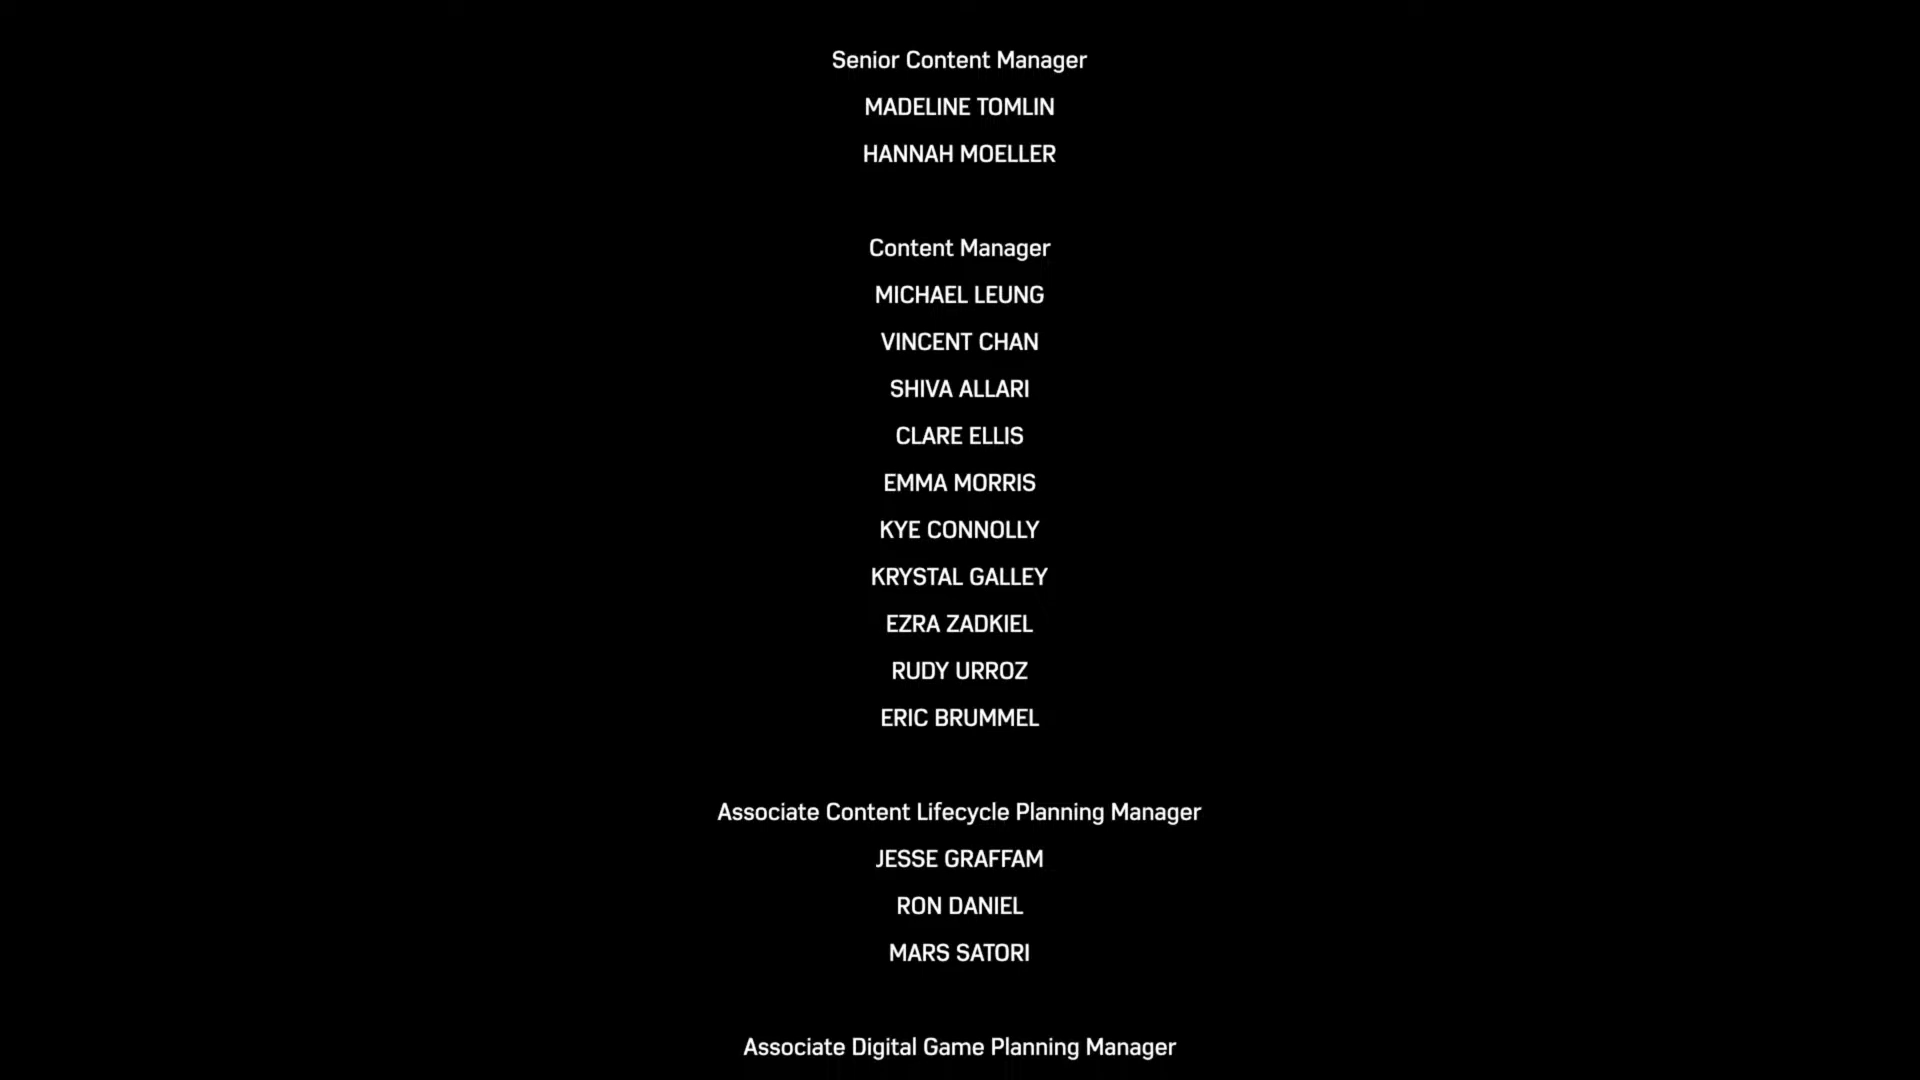 Senior Content Manager
MADELINE TOMLIN
HANNAH MOELLER
Content Manager
MICHAEL LEUNG
VINCENT CHAN
SHIVA ALLARI
CLARE ELLIS
EMMA MORRIS
KYE CONNOLLY
KRYSTAL GALLEY
EZRA ZADKIEL
RUDY URROZ
ERIC BRUMMEL
Associate Content Lifecycle Planning Manager
JESSE GRAFFAM
RON DANIEL
MARS SATORI
Associate Digital Game Planning Manager